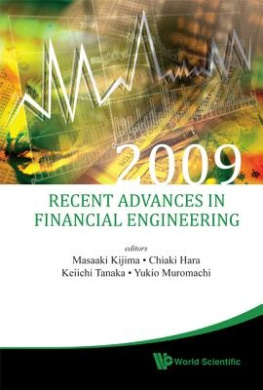 2009
RECENT ADVANCES IN
FINANCIAL ENGINEERING
editors
Masaaki Kijima • Chiaki Hara
Keiichi Tanaka • Yukio Muromachi
World Scientific